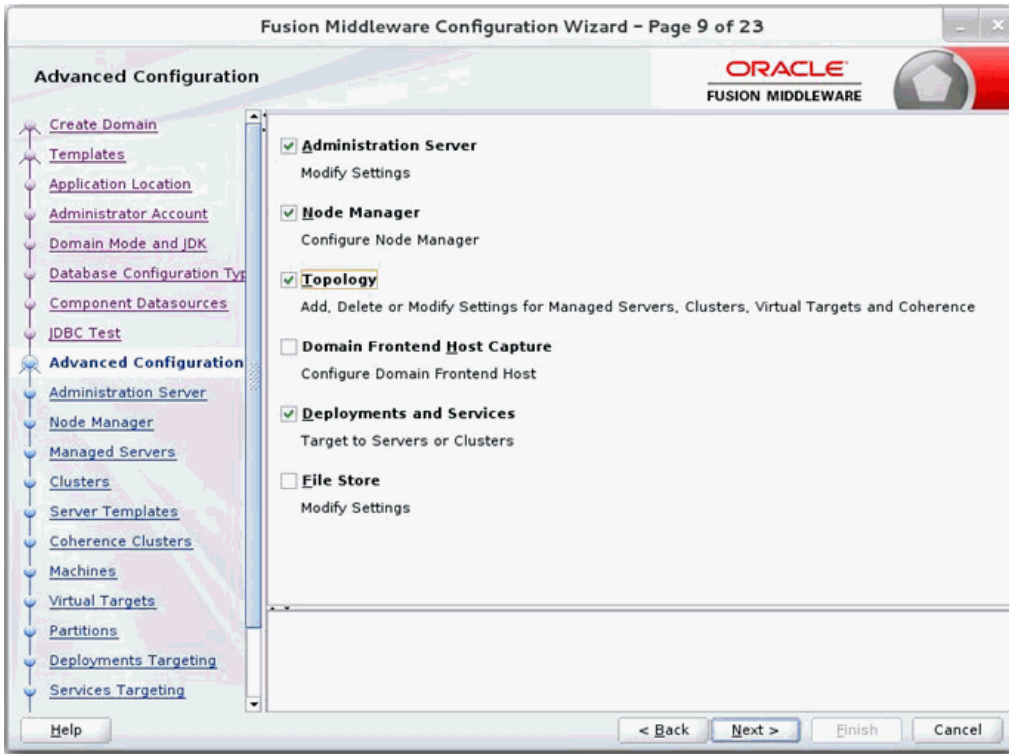 Fusion Middleware Configuration Wizard - Page 9 of 23
Advanced Configuration
ORACLE
FUSION MIDDLEWARE
Create Domain
Templates
Application Location
Administrator Account
Domain Mode and JDK
Database Configuration Typ
Component Datasources
JDBC Test
Advanced Configuration
Administration Server
Node Manager
Managed Servers
Clusters
Server Templates
Coherence Clusters
Machines
Virtual Targets
Partitions
Deployments Targeting
Services Targeting
Administration Server
Modify Settings
Node Manager
Configure Node Manager
Topology
Add, Delete or Modify Settings for Managed Servers, Clusters, Virtual Targets and Coherence
Domain Frontend Host Capture
Configure Domain Frontend Host
Deployments and Services
Target to Servers or Clusters
File Store
Modify Settings
Help
< Back
Next >
Finish
Cancel